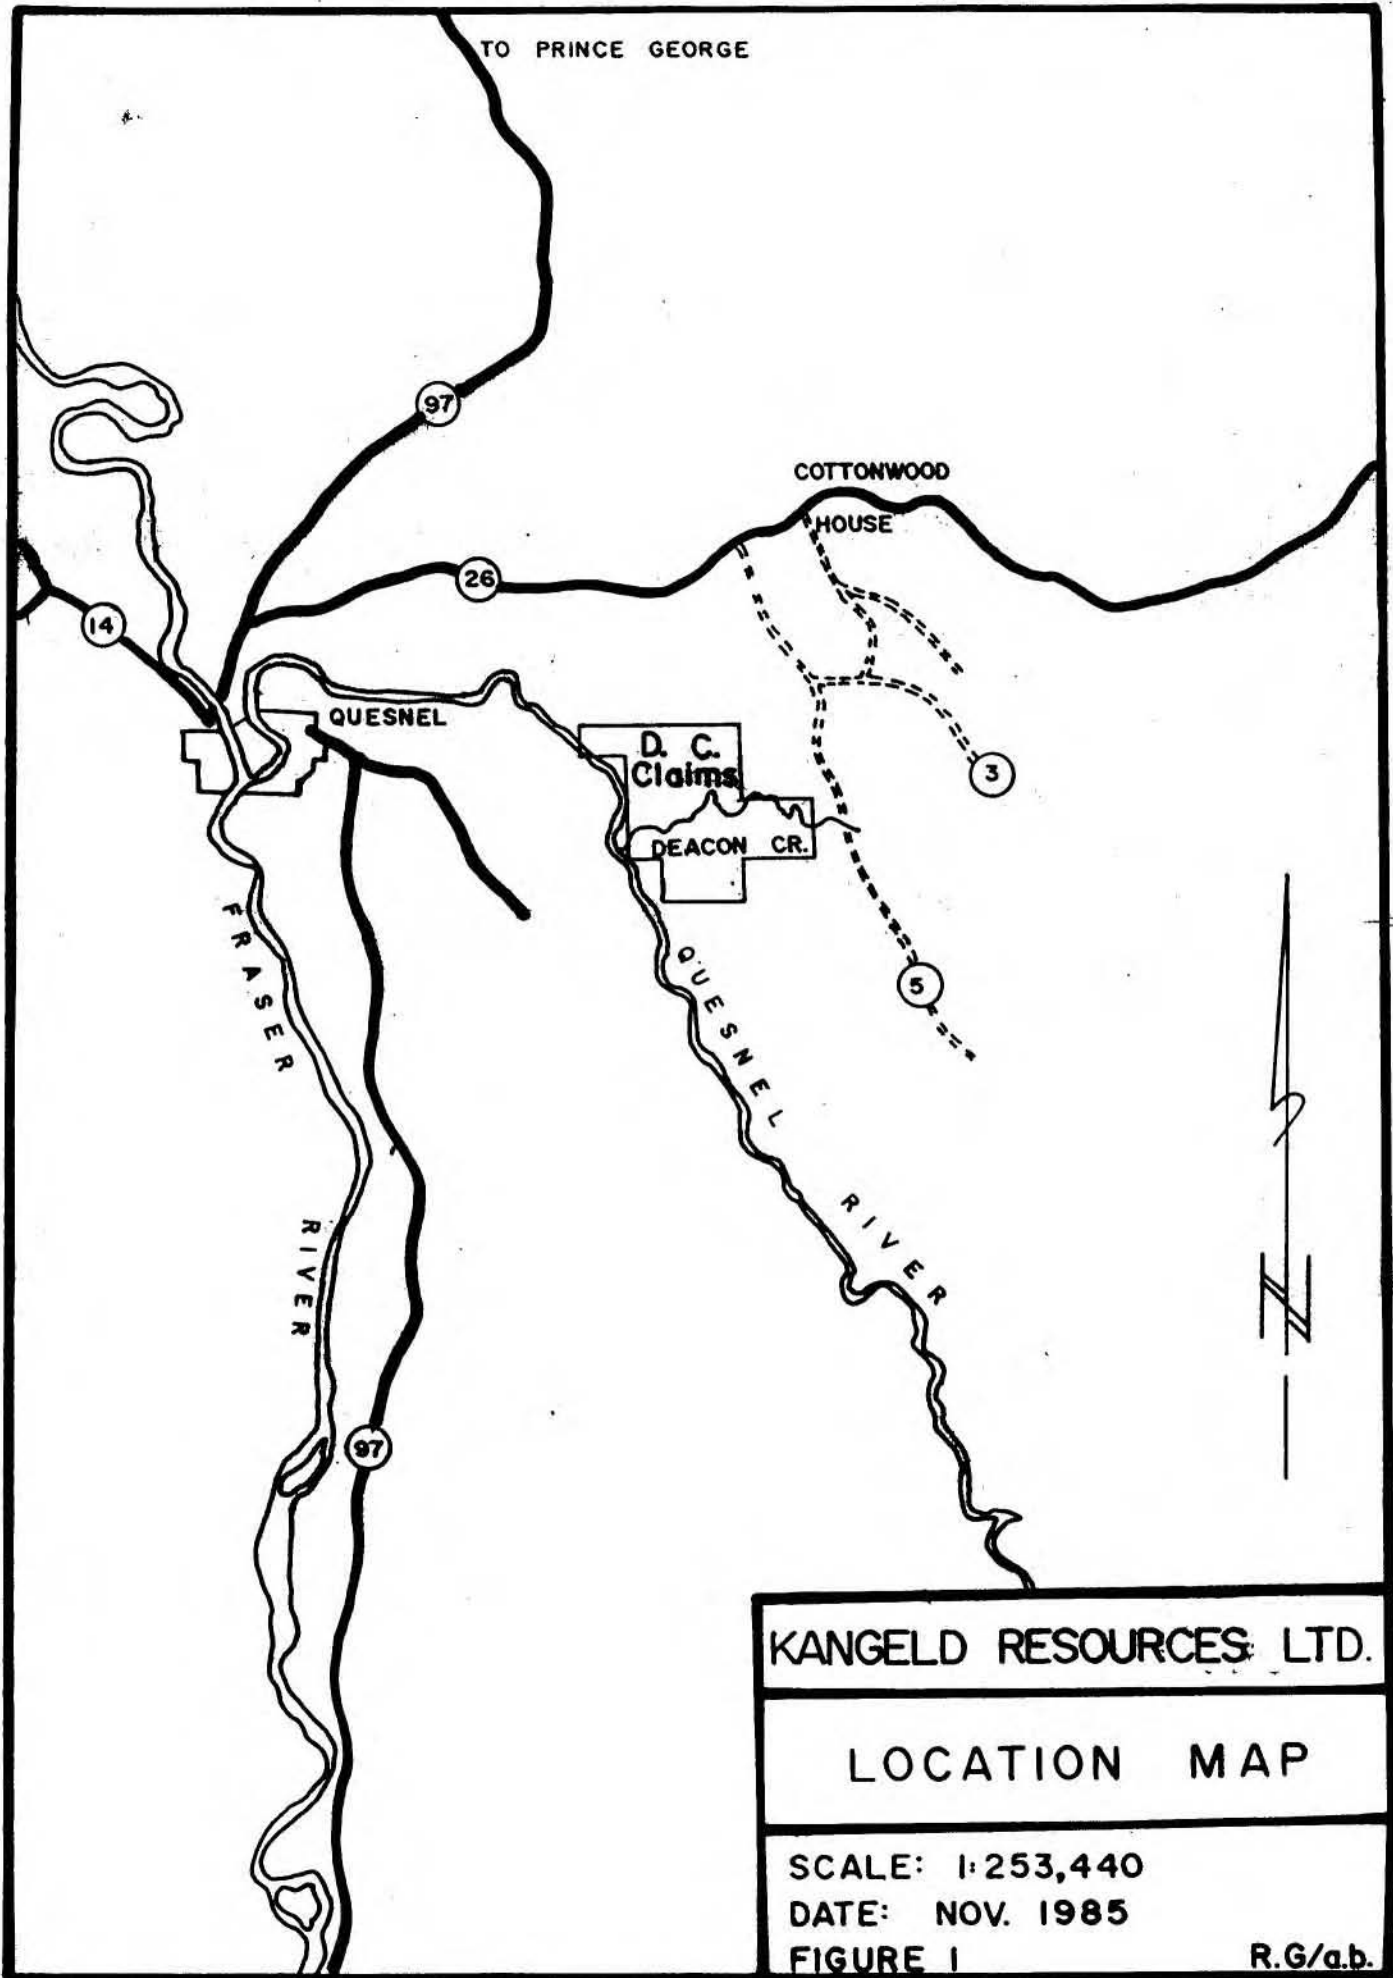 TO PRINCE GEORGE
97
COTTONWOOD
HOUSE
26
14
QUESNEL
D. C.
Claims
3
DEACON CR.
FRASER
QUESNEL
5
RIVER
RIVER
N
97
KANGELD RESOURCES LTD.
LOCATION MAP
SCALE: 1:253,440
DATE: NOV. 1985
FIGURE 1
R.G/a.b.